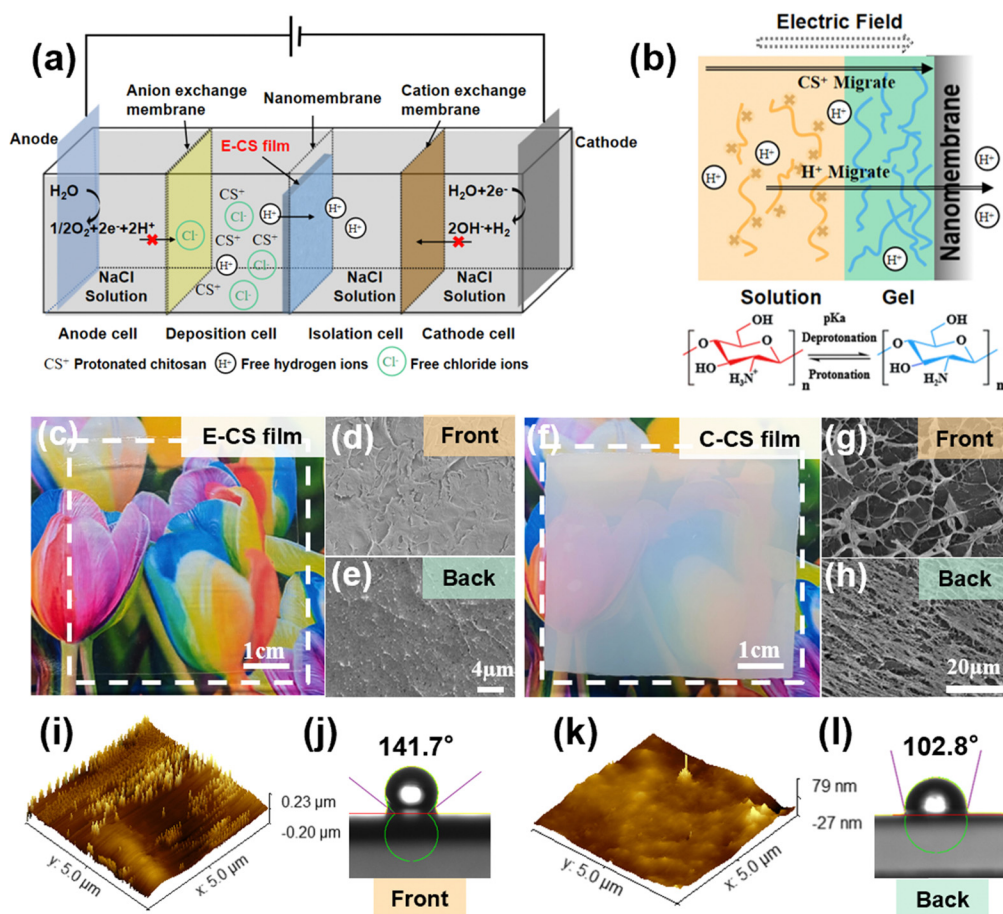 (a)
Anode
Anion exchange
membrane
Nanomembrane
Cation exchange
membrane
Cathode
E-CS film
H₂O
1/2O₂+2e⁻+2H⁺
Cl⁻
CS⁺
Cl⁻
H⁺
CS⁺
CS⁺
H⁺
Cl⁻
CS⁺
Cl⁻
H⁺
H⁺
H⁺
H₂O+2e⁻
2OH⁻+H₂
NaCl
Solution
NaCl
Solution
NaCl
Solution
Anode cell
Deposition cell
Isolation cell
Cathode cell
CS⁺ Protonated chitosan
H⁺ Free hydrogen ions
Cl⁻ Free chloride ions
(b)
Electric Field
CS⁺ Migrate
H⁺
H⁺
H⁺
H⁺
H⁺ Migrate
H⁺
H⁺
H⁺
Nanomembrane
Solution
Gel
OH
O
O
HO
H₃N⁺
n
pKa
Deprotonation
Protonation
OH
O
O
HO
H₂N
n
(c)
E-CS film
1cm
(d)
Front
(e)
Back
4μm
(f)
C-CS film
1cm
(g)
Front
(h)
Back
20μm
(i)
0.23 μm
-0.20 μm
y: 5.0 μm
x: 5.0 μm
(j)
141.7°
Front
(k)
79 nm
-27 nm
y: 5.0 μm
x: 5.0 μm
(l)
102.8°
Back